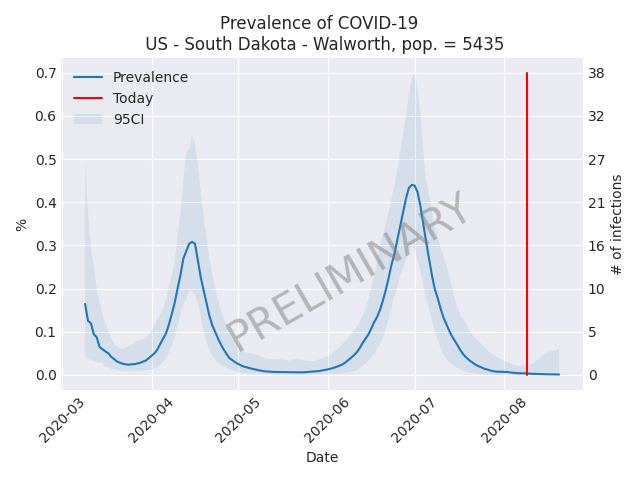 Prevalence of COVID-19
US - South Dakota - Walworth, pop. = 5435
0.7
0.6
0.5
0.4
0.3
0.2
0.1
0.0
%
Prevalence
Today
95CI
PRELIMINARY
38
32
27
21
16
10
5
0
# of infections
2020-03
2020-04
2020-05
2020-06
2020-07
2020-08
Date